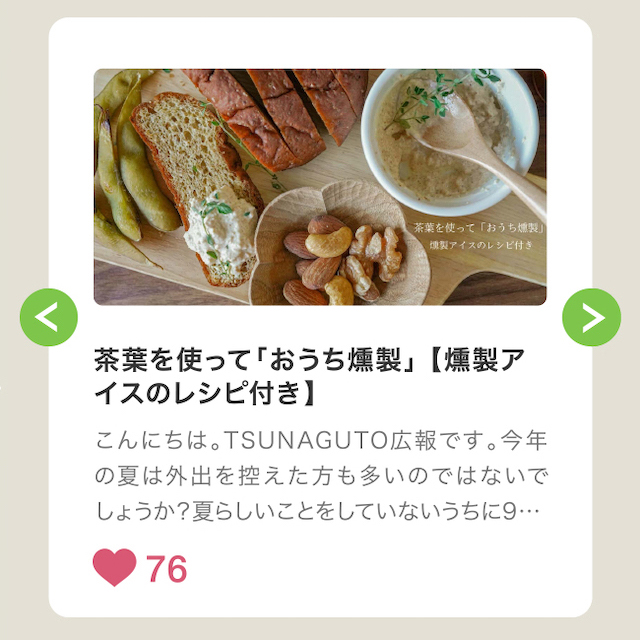 茶葉を使って「おうち燻製」
燻製アイスのレシピ付き
茶葉を使って「おうち燻製」【燻製ア
イスのレシピ付き】
こんにちは。TSUNAGUTO広報です。今年
の夏は外出を控えた方も多いのではないで
しょうか?夏らしいことをしていないうちに9…
76